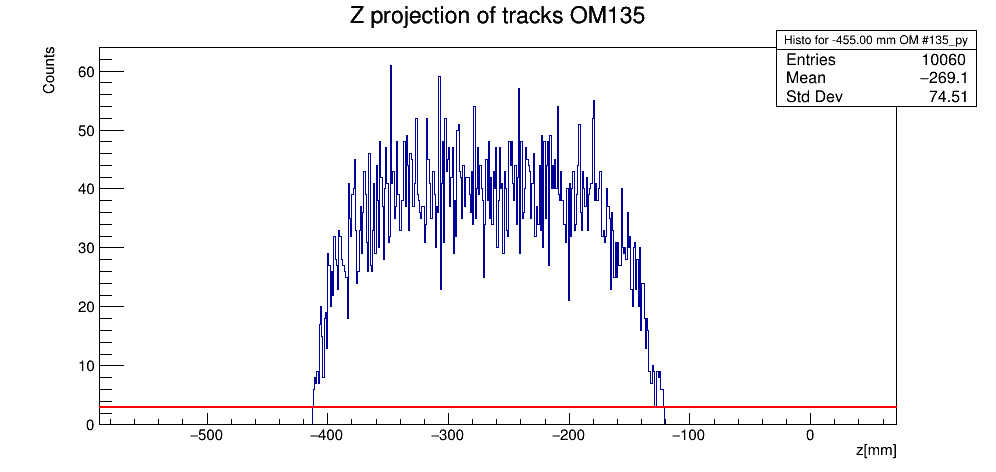 Z projection of tracks OM135
Histo for -455.00 mm OM #135_py
Entries 10060
Mean −269.1
Std Dev 74.51
Counts
60
50
40
30
20
10
0
−500 −400 −300 −200 −100 0
z[mm]